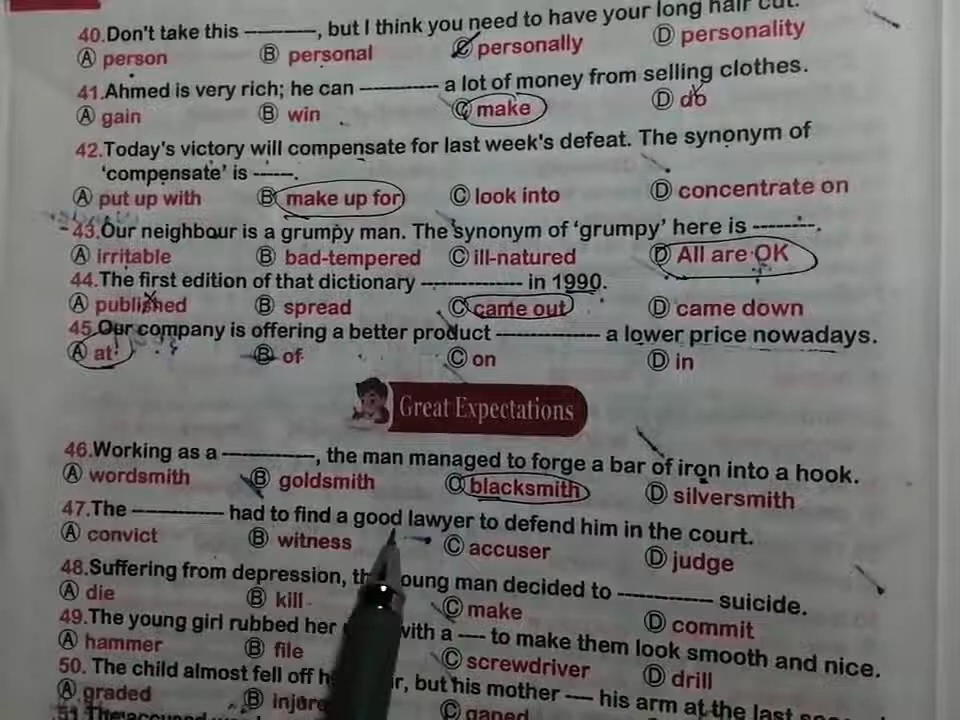 40.Don't take this ----------, but I think you need to have your long hair cut.
Ⓐ person Ⓑ personal Ⓒ personally Ⓓ personality
41.Ahmed is very rich; he can ---------- a lot of money from selling clothes.
Ⓐ gain Ⓑ win Ⓒ make Ⓓ do
42.Today's victory will compensate for last week's defeat. The synonym of
'compensate' is ------.
Ⓐ put up with Ⓑ make up for Ⓒ look into Ⓓ concentrate on
43.Our neighbour is a grumpy man. The synonym of 'grumpy' here is ---------.
Ⓐ irritable Ⓑ bad-tempered Ⓒ ill-natured Ⓓ All are OK
44.The first edition of that dictionary ------------- in 1990.
Ⓐ published Ⓑ spread Ⓒ came out Ⓓ came down
45.Our company is offering a better product ------------- a lower price nowadays.
Ⓐ at Ⓑ of Ⓒ on Ⓓ in
Great Expectations
46.Working as a ------------, the man managed to forge a bar of iron into a hook.
Ⓐ wordsmith Ⓑ goldsmith Ⓒ blacksmith Ⓓ silversmith
47.The ------------ had to find a good lawyer to defend him in the court.
Ⓐ convict Ⓑ witness Ⓒ accuser Ⓓ judge
48.Suffering from depression, the young man decided to ------------ suicide.
Ⓐ die Ⓑ kill Ⓒ make Ⓓ commit
49.The young girl rubbed her with a ---- to make them look smooth and nice.
Ⓐ hammer Ⓑ file Ⓒ screwdriver Ⓓ drill
50. The child almost fell off, but his mother ---- his arm at the last
Ⓐ graded Ⓑ Ⓒ gaped
51.The